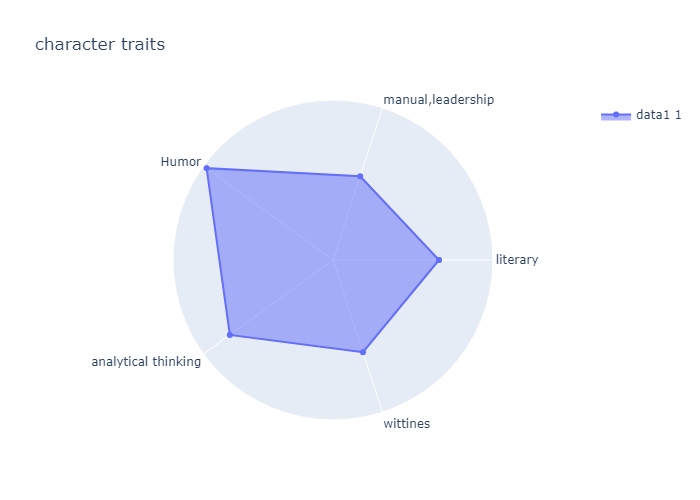 character traits
manual,leadership
data1 1
Humor
literary
analytical thinking
wittines